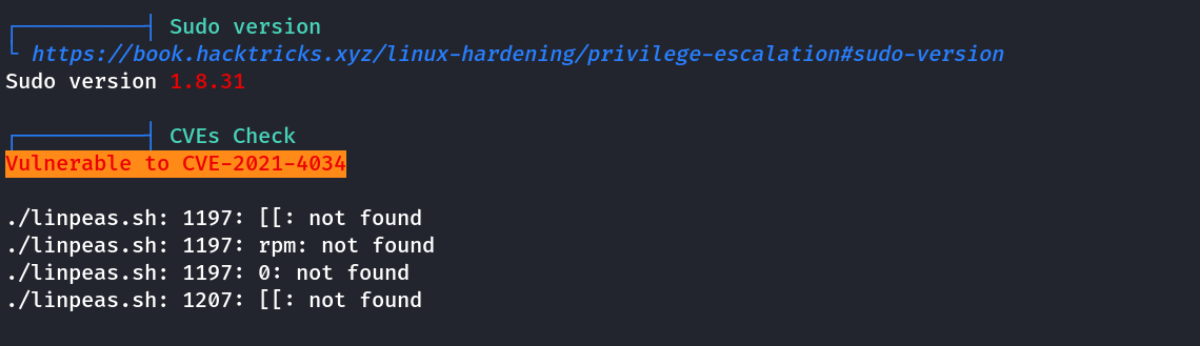 Sudo version
https://book.hacktricks.xyz/linux-hardening/privilege-escalation#sudo-version
Sudo version 1.8.31
CVEs Check
Vulnerable to CVE-2021-4034
./linpeas.sh: 1197: [[: not found
./linpeas.sh: 1197: rpm: not found
./linpeas.sh: 1197: 0: not found
./linpeas.sh: 1207: [[: not found